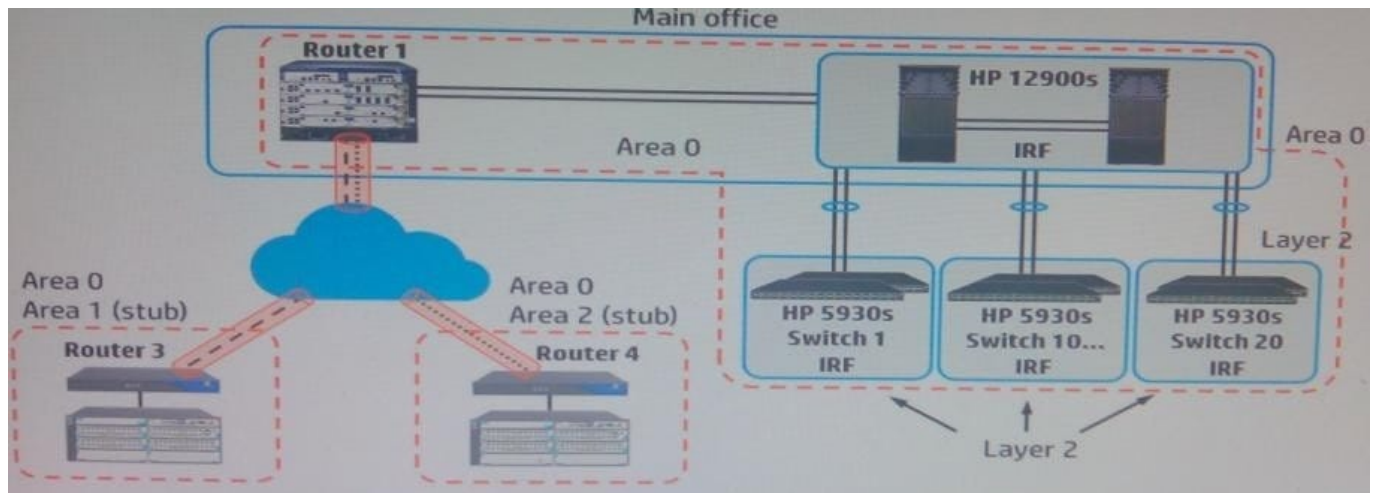 Main office
Router 1
HP 12900s
IRF
Area 0
Area 0
Layer 2
Area 0
Area 1 (stub)
Router 3
Area 0
Area 2 (stub)
Router 4
HP 5930s
Switch 1
IRF
HP 5930s
Switch 10...
IRF
HP 5930s
Switch 20
IRF
Layer 2